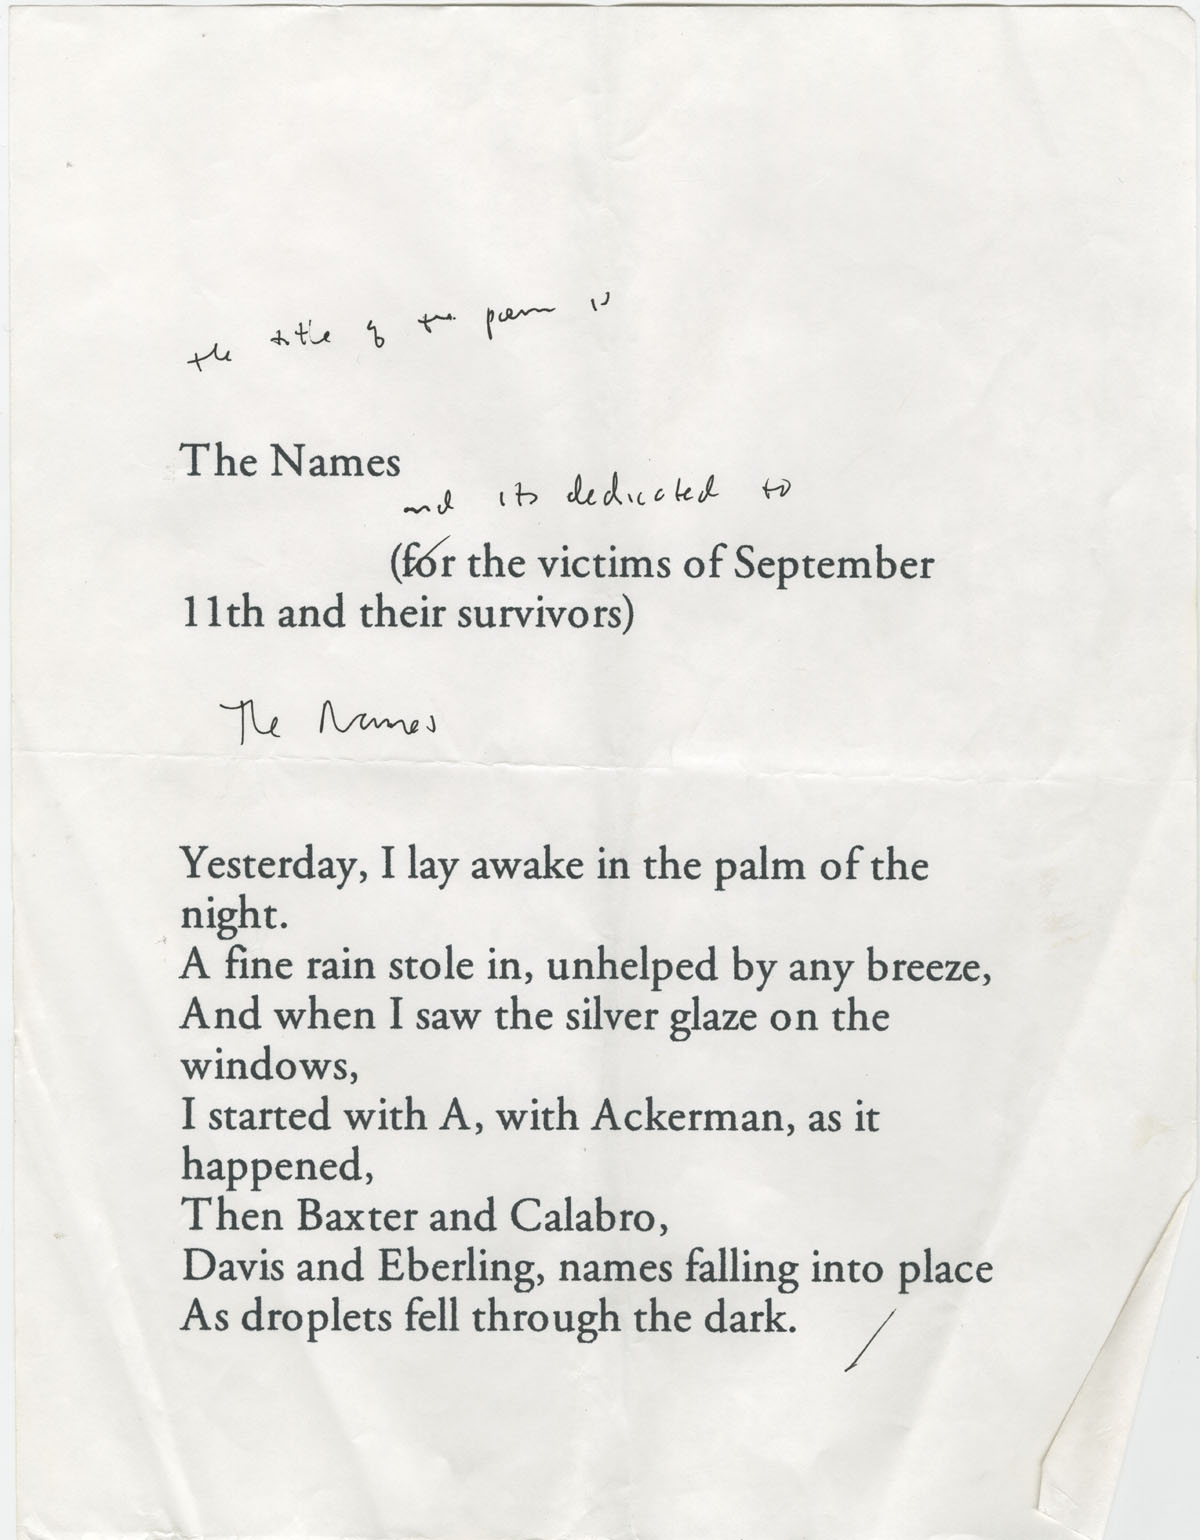 the title of the poem is
The Names
and its dedicated to
(for the victims of September
11th and their survivors)
The Names
Yesterday, I lay awake in the palm of the
night.
A fine rain stole in, unhelped by any breeze,
And when I saw the silver glaze on the
windows,
I started with A, with Ackerman, as it
happened,
Then Baxter and Calabro,
Davis and Eberling, names falling into place
As droplets fell through the dark.